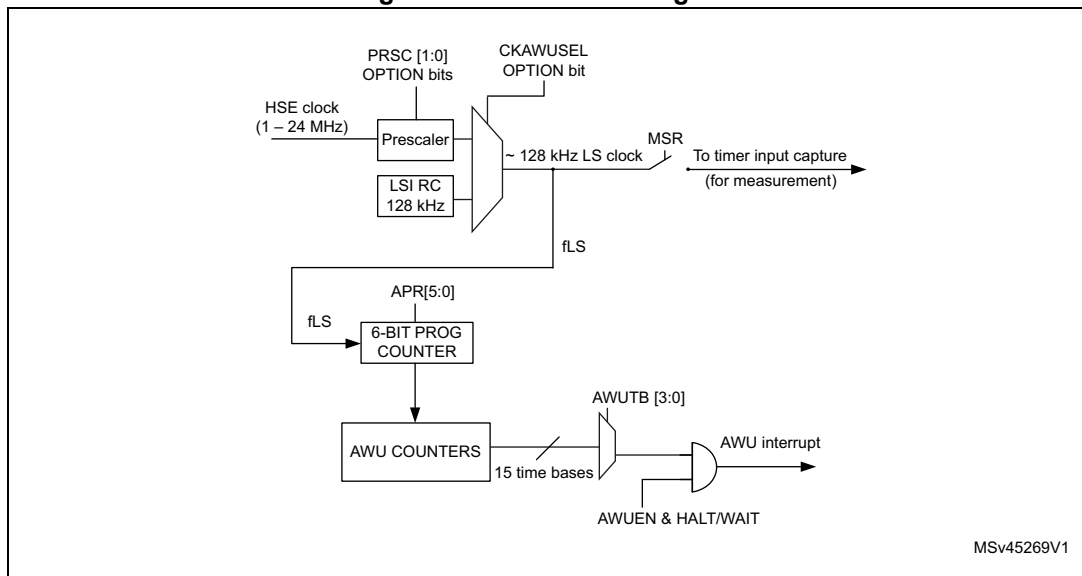 PRSC [1:0]
OPTION bits
CKAWUSEL
OPTION bit
HSE clock
(1 – 24 MHz)
Prescaler
~ 128 kHz LS clock
MSR
To timer input capture
(for measurement)
LSI RC
128 kHz
fLS
APR[5:0]
fLS
6-BIT PROG
COUNTER
AWUTB [3:0]
AWU COUNTERS
15 time bases
AWU interrupt
AWUEN & HALT/WAIT
MSv45269V1